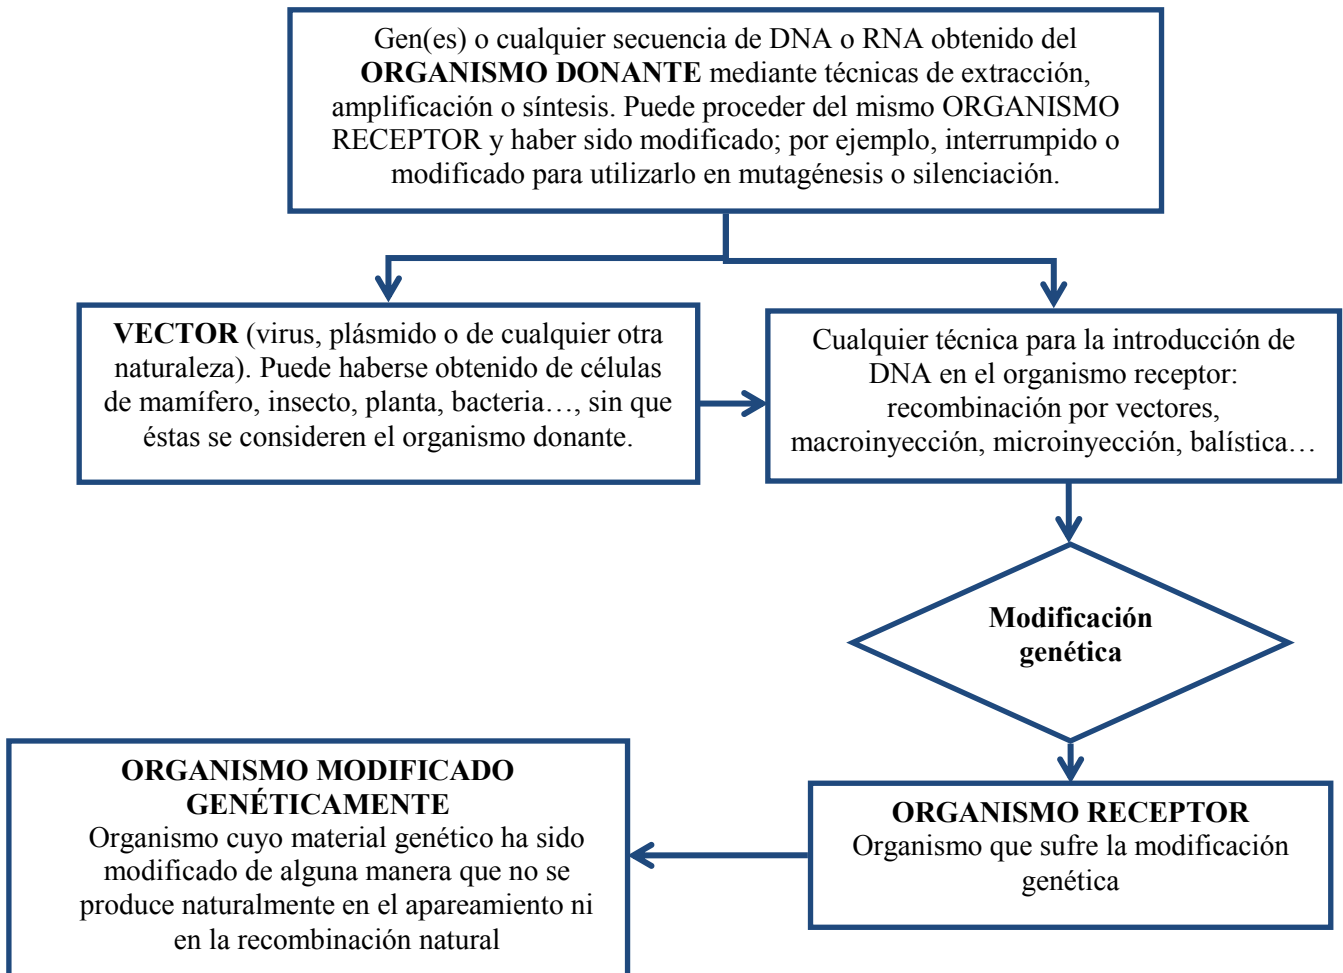 Gen(es) o cualquier secuencia de DNA o RNA obtenido del
ORGANISMO DONANTE mediante técnicas de extracción,
amplificación o síntesis. Puede proceder del mismo ORGANISMO
RECEPTOR y haber sido modificado; por ejemplo, interrumpido o
modificado para utilizarlo en mutagénesis o silenciación.
VECTOR (virus, plásmido o de cualquier otra
naturaleza). Puede haberse obtenido de células
de mamífero, insecto, planta, bacteria…, sin que
éstas se consideren el organismo donante.
Cualquier técnica para la introducción de
DNA en el organismo receptor:
recombinación por vectores,
macroinyección, microinyección, balística…
Modificación
genética
ORGANISMO RECEPTOR
Organismo que sufre la modificación
genética
ORGANISMO MODIFICADO
GENÉTICAMENTE
Organismo cuyo material genético ha sido
modificado de alguna manera que no se
produce naturalmente en el apareamiento ni
en la recombinación natural